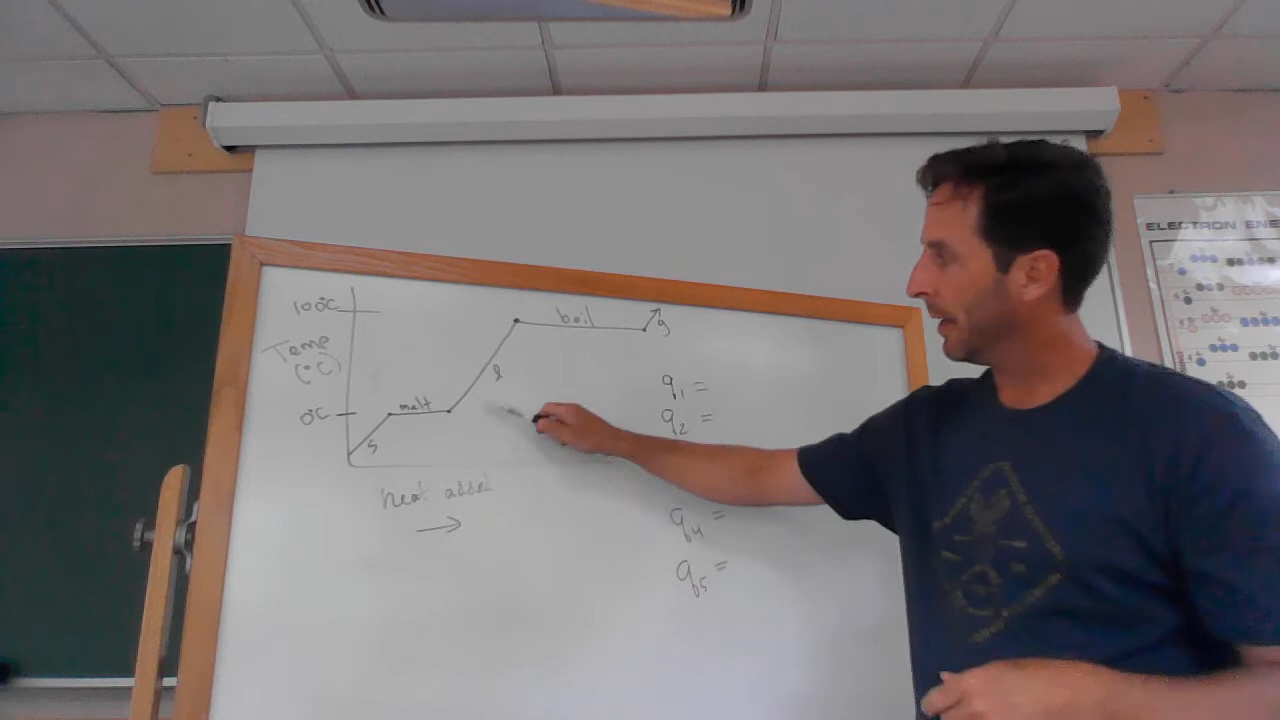 100°C
Temp
(°C)
0°C
s
melt
l
boil
g
heat added
→
q₁ =
q₂ =
q₄ =
q₅ =
ELECTRON ENE